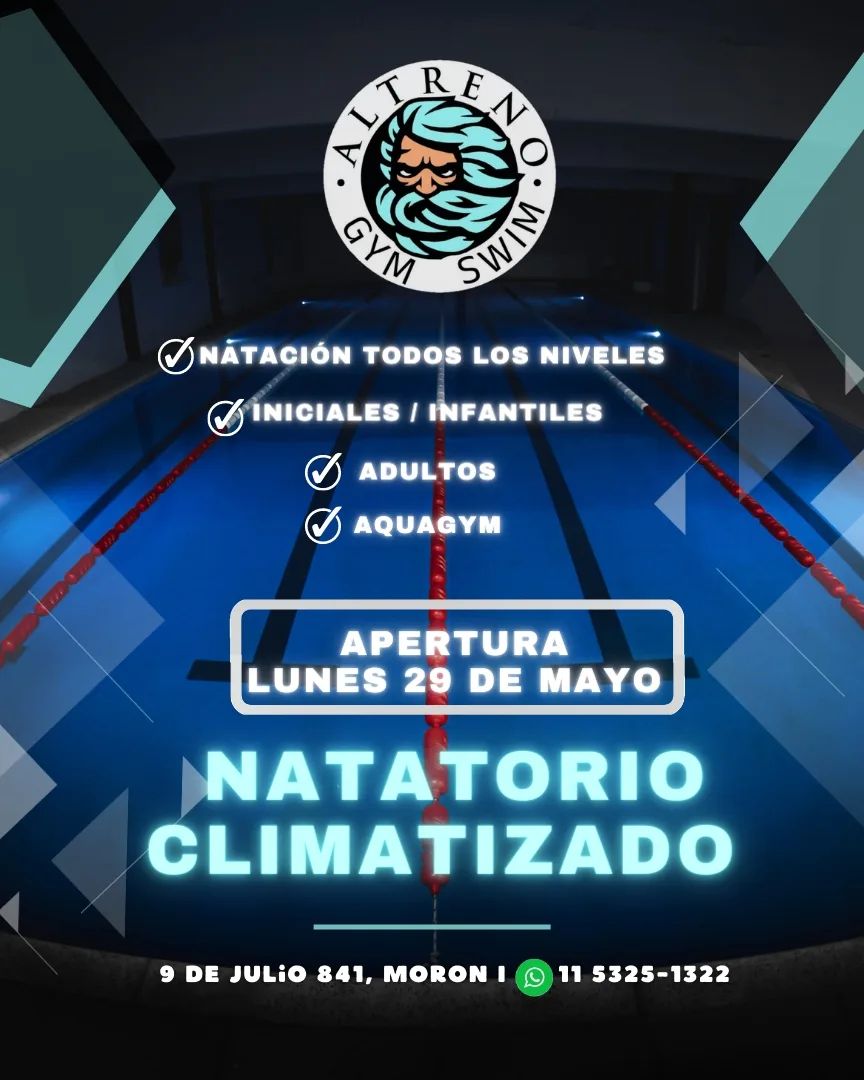 ALTRENO
GYM SWIM
NATACIÓN TODOS LOS NIVELES
INICIALES / INFANTILES
ADULTOS
AQUAGYM
APERTURA
LUNES 29 DE MAYO
NATATORIO
CLIMATIZADO
9 DE JULiO 841, MORON I 11 5325-1322